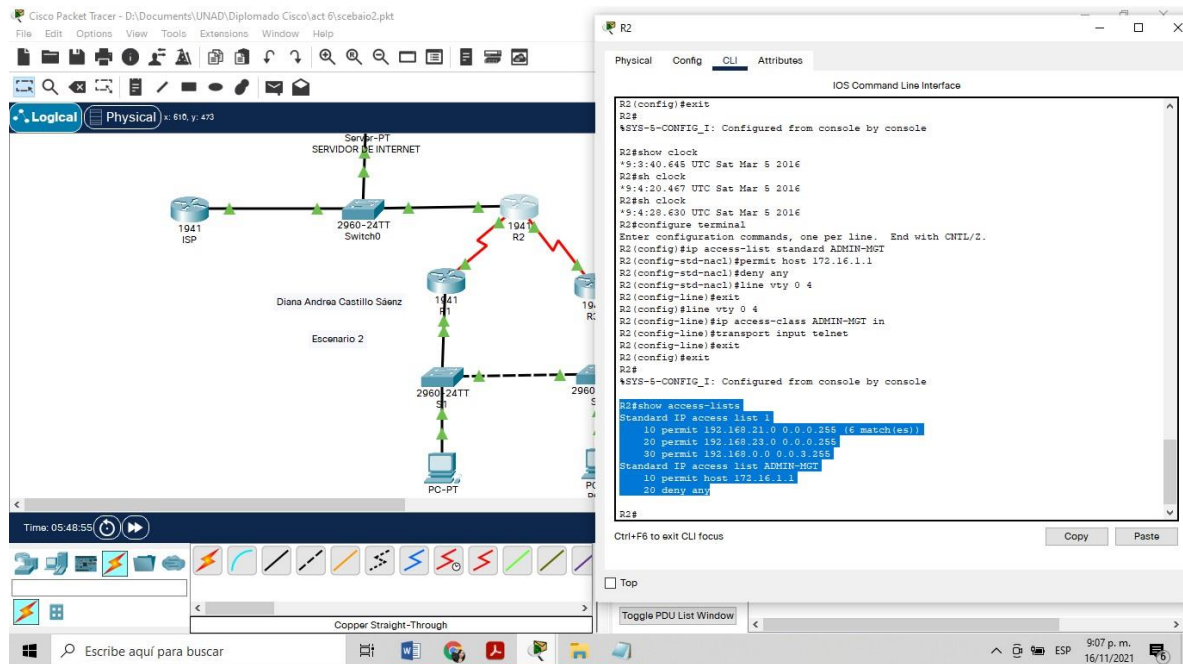 Cisco Packet Tracer - D:\Documents\UNAD\Diplomado Cisco\act 6\scebaio2.pkt
File Edit Options View Tools Extensions Window Help
Logical
Physical
x: 610, y: 473
Server-PT
SERVIDOR DE INTERNET
1941
ISP
2960-24TT
Switch0
1941
R2
1941
R1
Diana Andrea Castillo Sáenz
Escenario 2
2960-24TT
S1
2960
PC-PT
Time: 05:48:55
Copper Straight-Through
R2
Physical Config CLI Attributes
IOS Command Line Interface
R2(config)#exit
R2#
%SYS-5-CONFIG_I: Configured from console by console
R2#show clock
*9:3:40.645 UTC Sat Mar 5 2016
R2#sh clock
*9:4:20.467 UTC Sat Mar 5 2016
R2#sh clock
*9:4:28.630 UTC Sat Mar 5 2016
R2#configure terminal
Enter configuration commands, one per line. End with CNTL/Z.
R2(config)#ip access-list standard ADMIN-MGT
R2(config-std-nacl)#permit host 172.16.1.1
R2(config-std-nacl)#deny any
R2(config-std-nacl)#line vty 0 4
R2(config-line)#exit
R2(config)#line vty 0 4
R2(config-line)#ip access-class ADMIN-MGT in
R2(config-line)#transport input telnet
R2(config-line)#exit
R2(config)#exit
R2#
%SYS-5-CONFIG_I: Configured from console by console
R2#show access-lists
Standard IP access list 1
10 permit 192.168.21.0 0.0.0.255 (6 match(es))
20 permit 192.168.23.0 0.0.0.255
30 permit 192.168.0.0 0.0.3.255
Standard IP access list ADMIN-MGT
10 permit host 172.16.1.1
20 deny any
R2#
Ctrl+F6 to exit CLI focus
Copy Paste
Top
Toggle PDU List Window
Escribe aquí para buscar
ESP
9:07 p. m.
16/11/2021
6